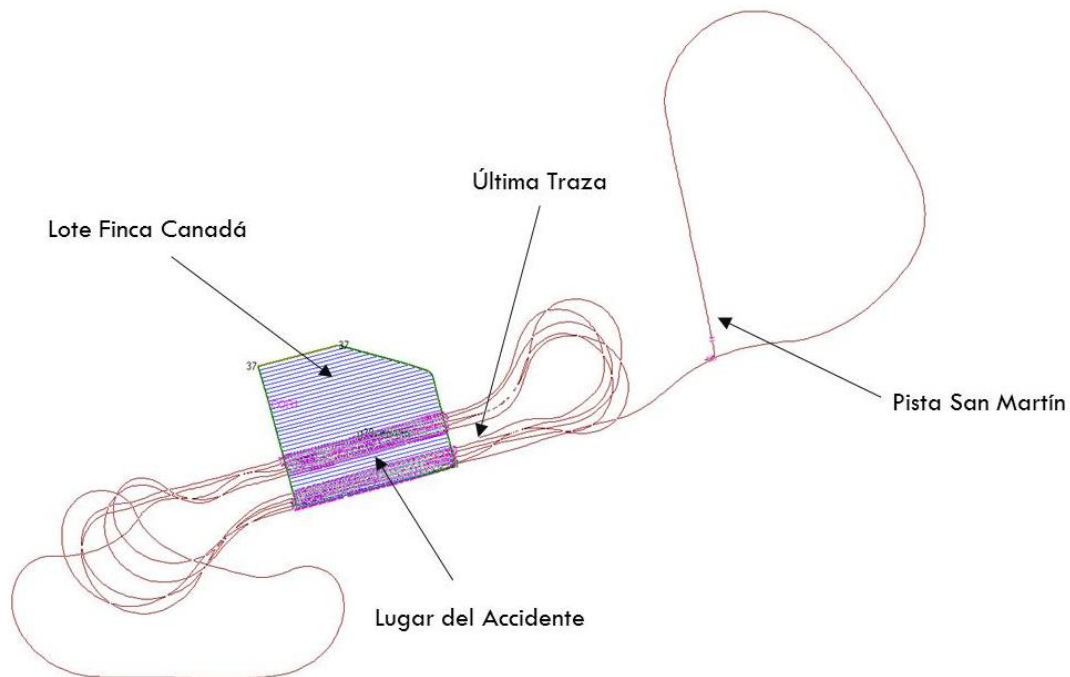 Última Traza
Lote Finca Canadá
37
37
Pista San Martín
Lugar del Accidente